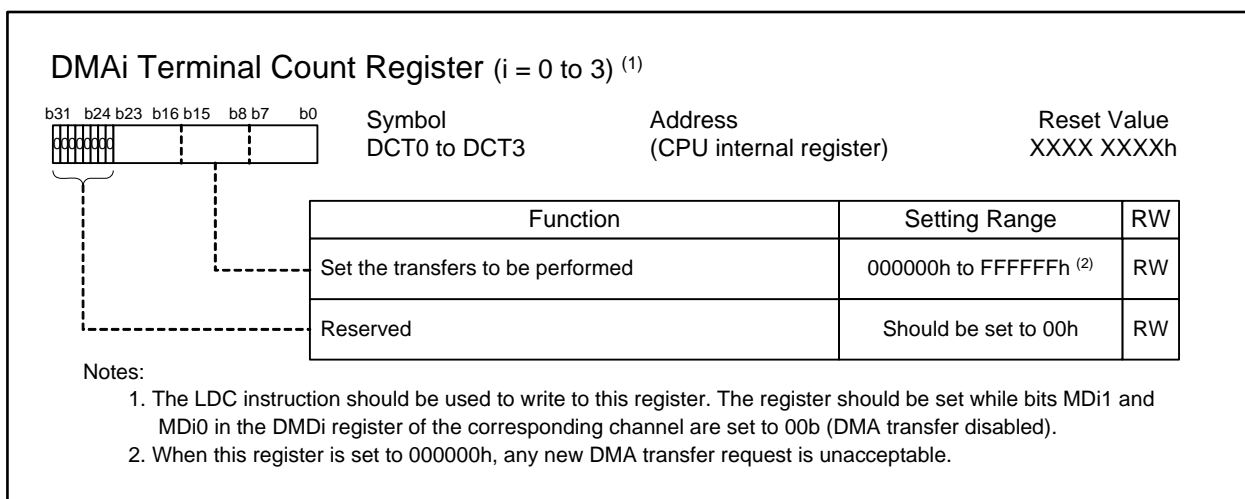 DMAi Terminal Count Register (i = 0 to 3) (1)
b31 b24 b23 b16 b15 b8 b7 b0
Symbol Address Reset Value
DCT0 to DCT3 (CPU internal register) XXXX XXXXh
00000000
Function Setting Range RW
Set the transfers to be performed 000000h to FFFFFFh (2) RW
Reserved Should be set to 00h RW
Notes:
1. The LDC instruction should be used to write to this register. The register should be set while bits MDi1 and
MDi0 in the DMDi register of the corresponding channel are set to 00b (DMA transfer disabled).
2. When this register is set to 000000h, any new DMA transfer request is unacceptable.